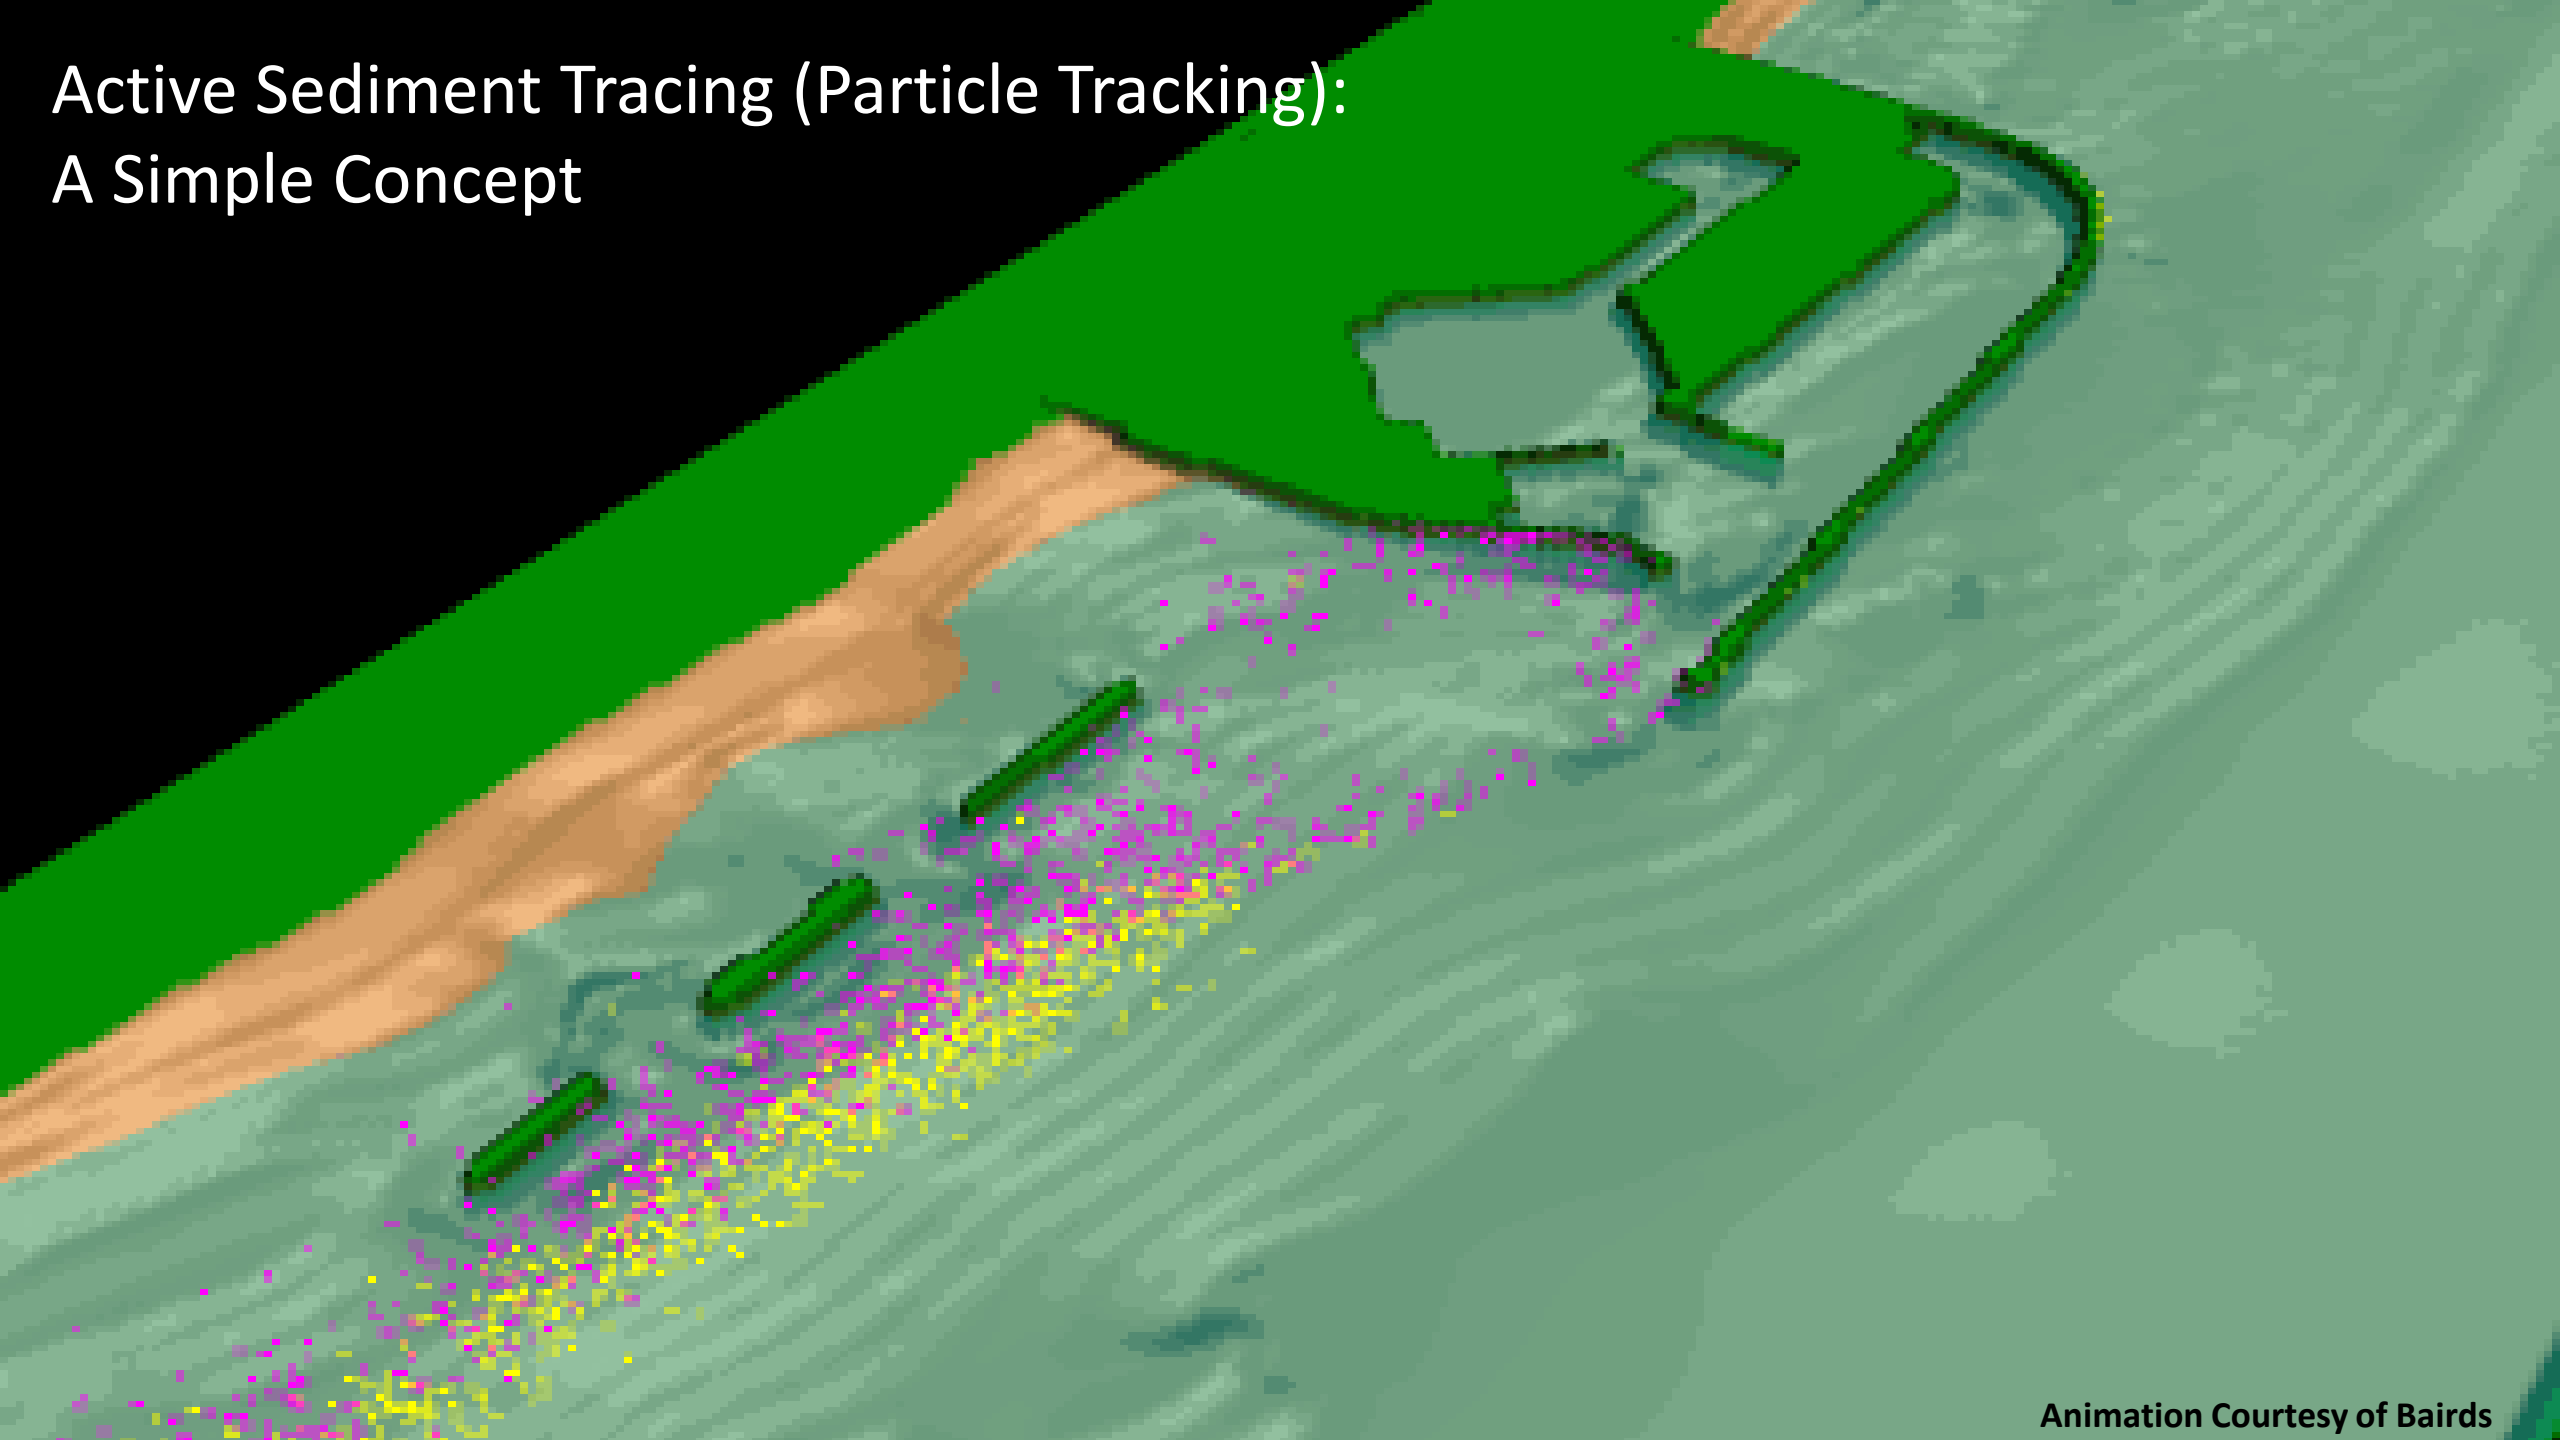 Active Sediment Tracing (Particle Tracking):
A Simple Concept
Animation Courtesy of Bairds